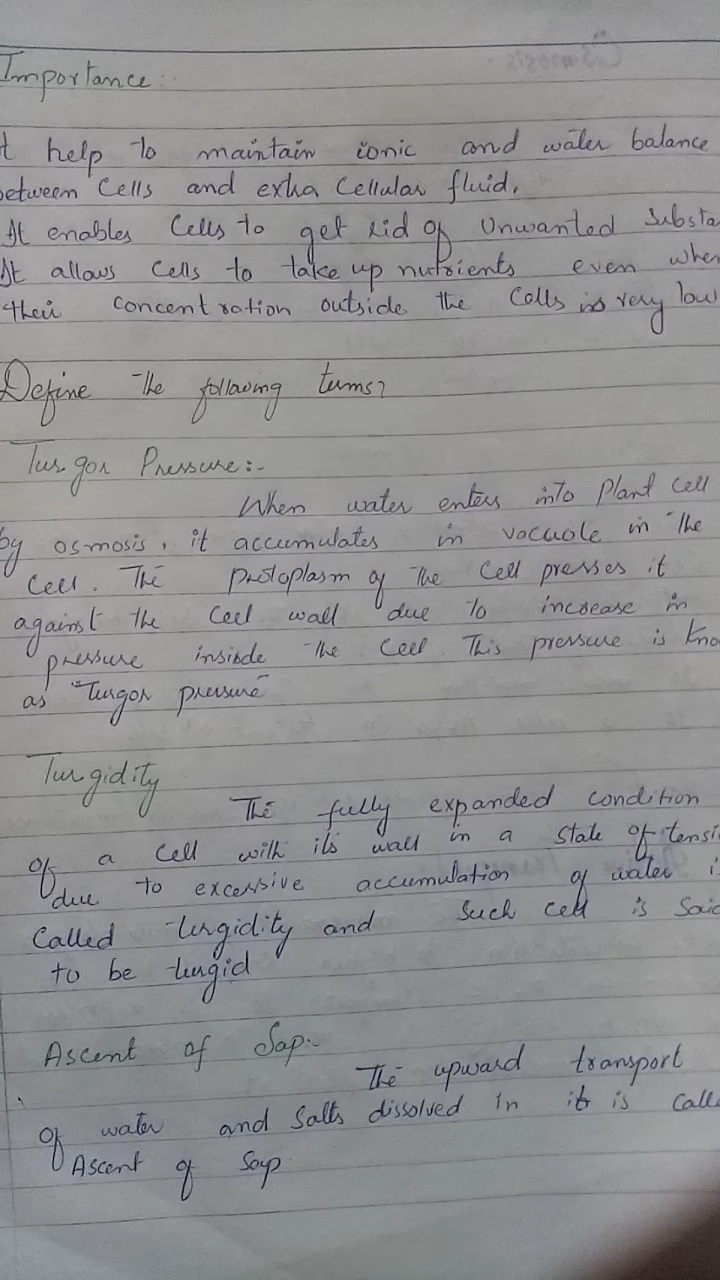 Importance:
t help to maintain ionic and water balance
between Cells and extra Cellular fluid.
It enables Cells to get rid of Unwanted Substa
It allows Cells to take up nutrients even when
their concentration outside the Cells is very low
Define the following terms?
Turgor Pressure:-
When water enters into Plant cell
by osmosis, it accumulates in vacuole in the
Cell. The protoplasm of the Cell presses it
against the Cell wall due to increase in
pressure insisde the Cell This pressure is Kno
as "Turgor pressure"
Turgidity
The fully expanded condition
of a Cell with its wall in a state of tensi
due to excessive accumulation of water i
Called turgidity and Such cell is Said
to be turgid
Ascent of Sap:-
The upward transport
of water and Salts dissolved in it is Calle
Ascent of Sap